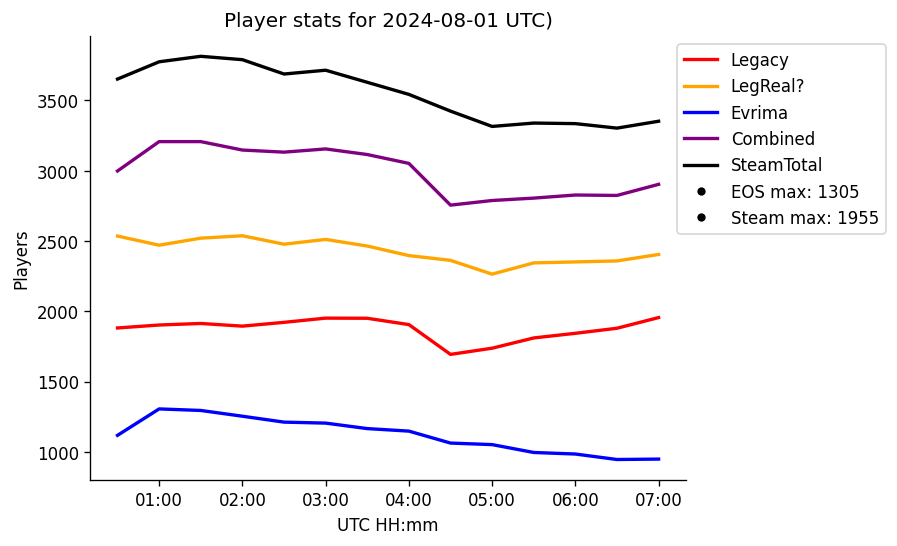 Player stats for 2024-08-01 UTC)
Legacy
LegReal?
Evrima
Combined
SteamTotal
EOS max: 1305
Steam max: 1955
Players
3500
3000
2500
2000
1500
1000
01:00 02:00 03:00 04:00 05:00 06:00 07:00
UTC HH:mm